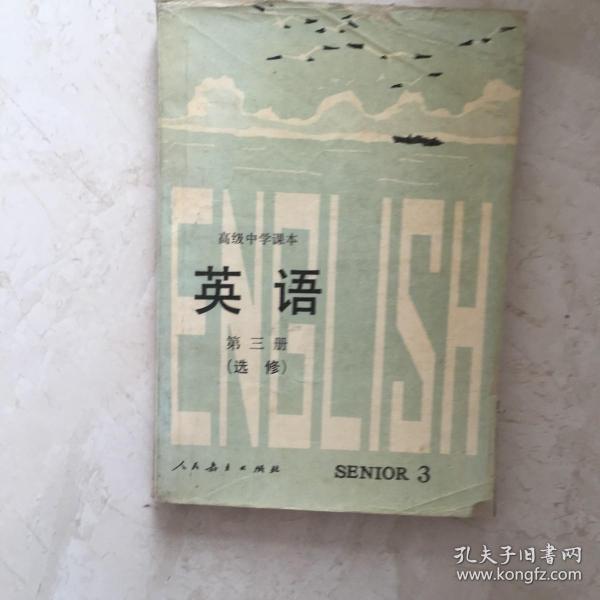 ENGLISH
高级中学课本
英语
第三册
(选修)
人民教育出版社
SENIOR 3
孔夫子旧书网
www.kongfz.com